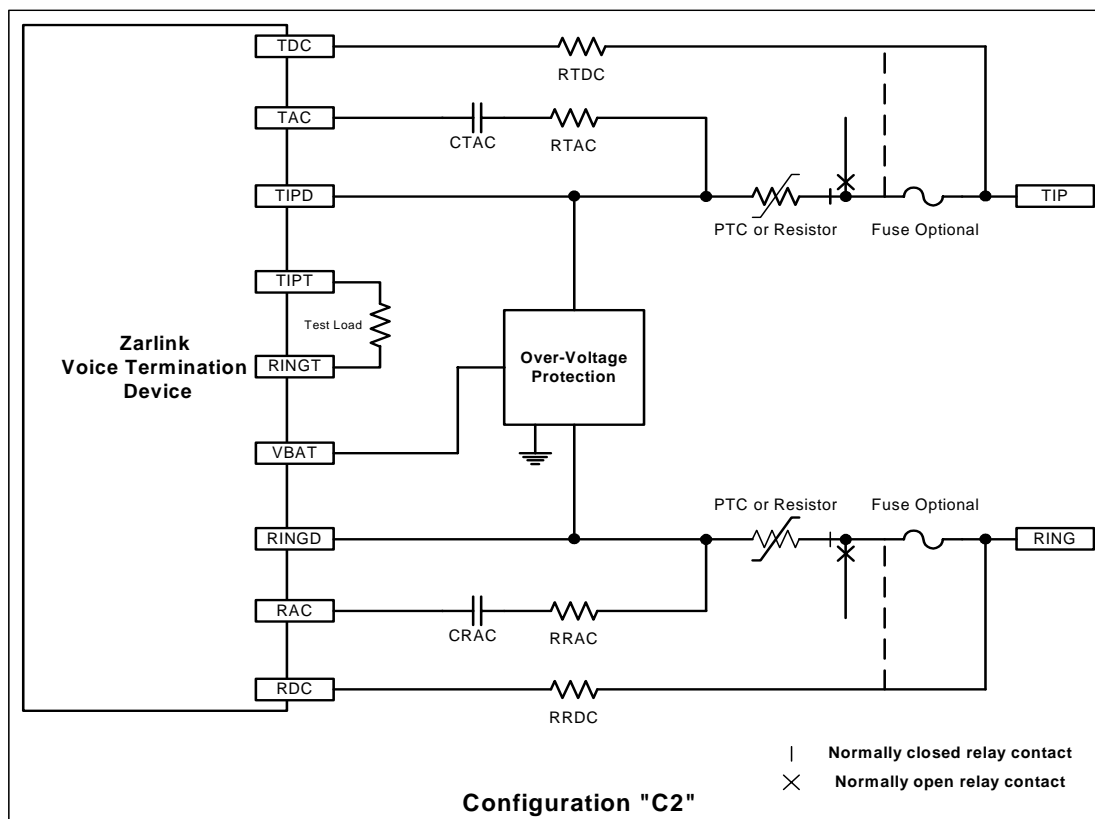 TDC
RTDC
TAC
CTAC
RTAC
TIPD
TIP
PTC or Resistor
Fuse Optional
TIPT
Test Load
RINGT
Zarlink
Voice Termination
Device
Over-Voltage
Protection
VBAT
PTC or Resistor
Fuse Optional
RINGD
RING
RAC
CRAC
RRAC
RDC
RRDC
Normally closed relay contact
Normally open relay contact
Configuration "C2"